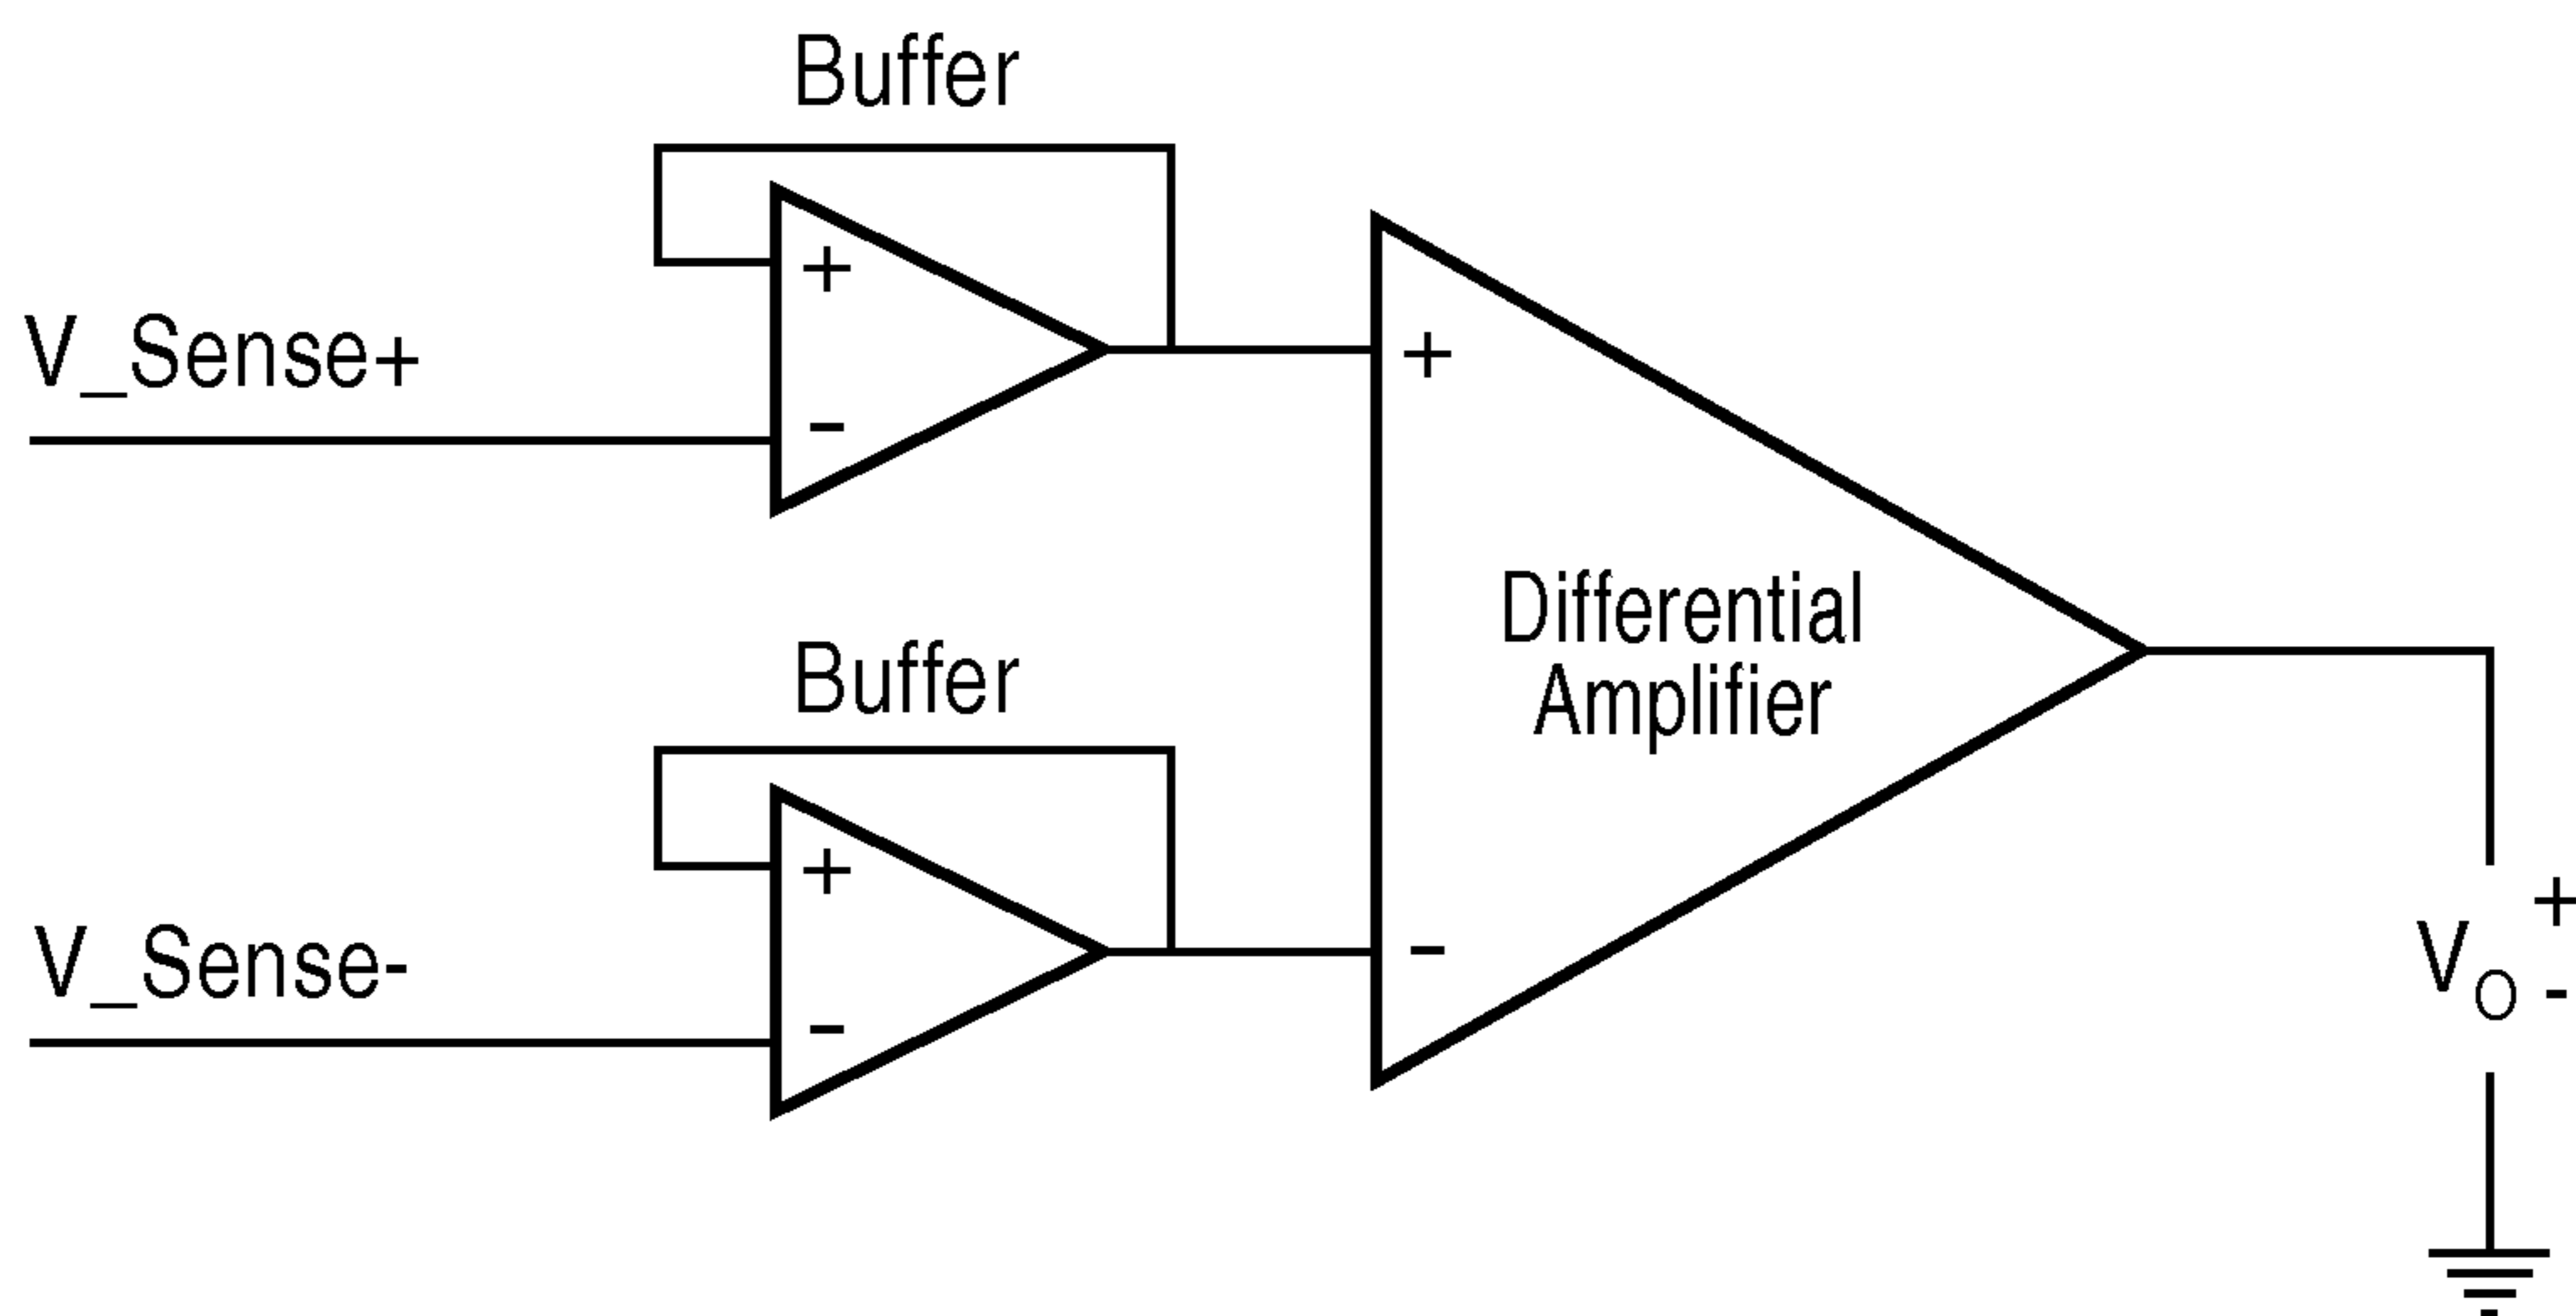 Buffer
+
-
V_Sense+
+
-
Differential
Amplifier
Buffer
+
-
V_Sense-
+
VO
-